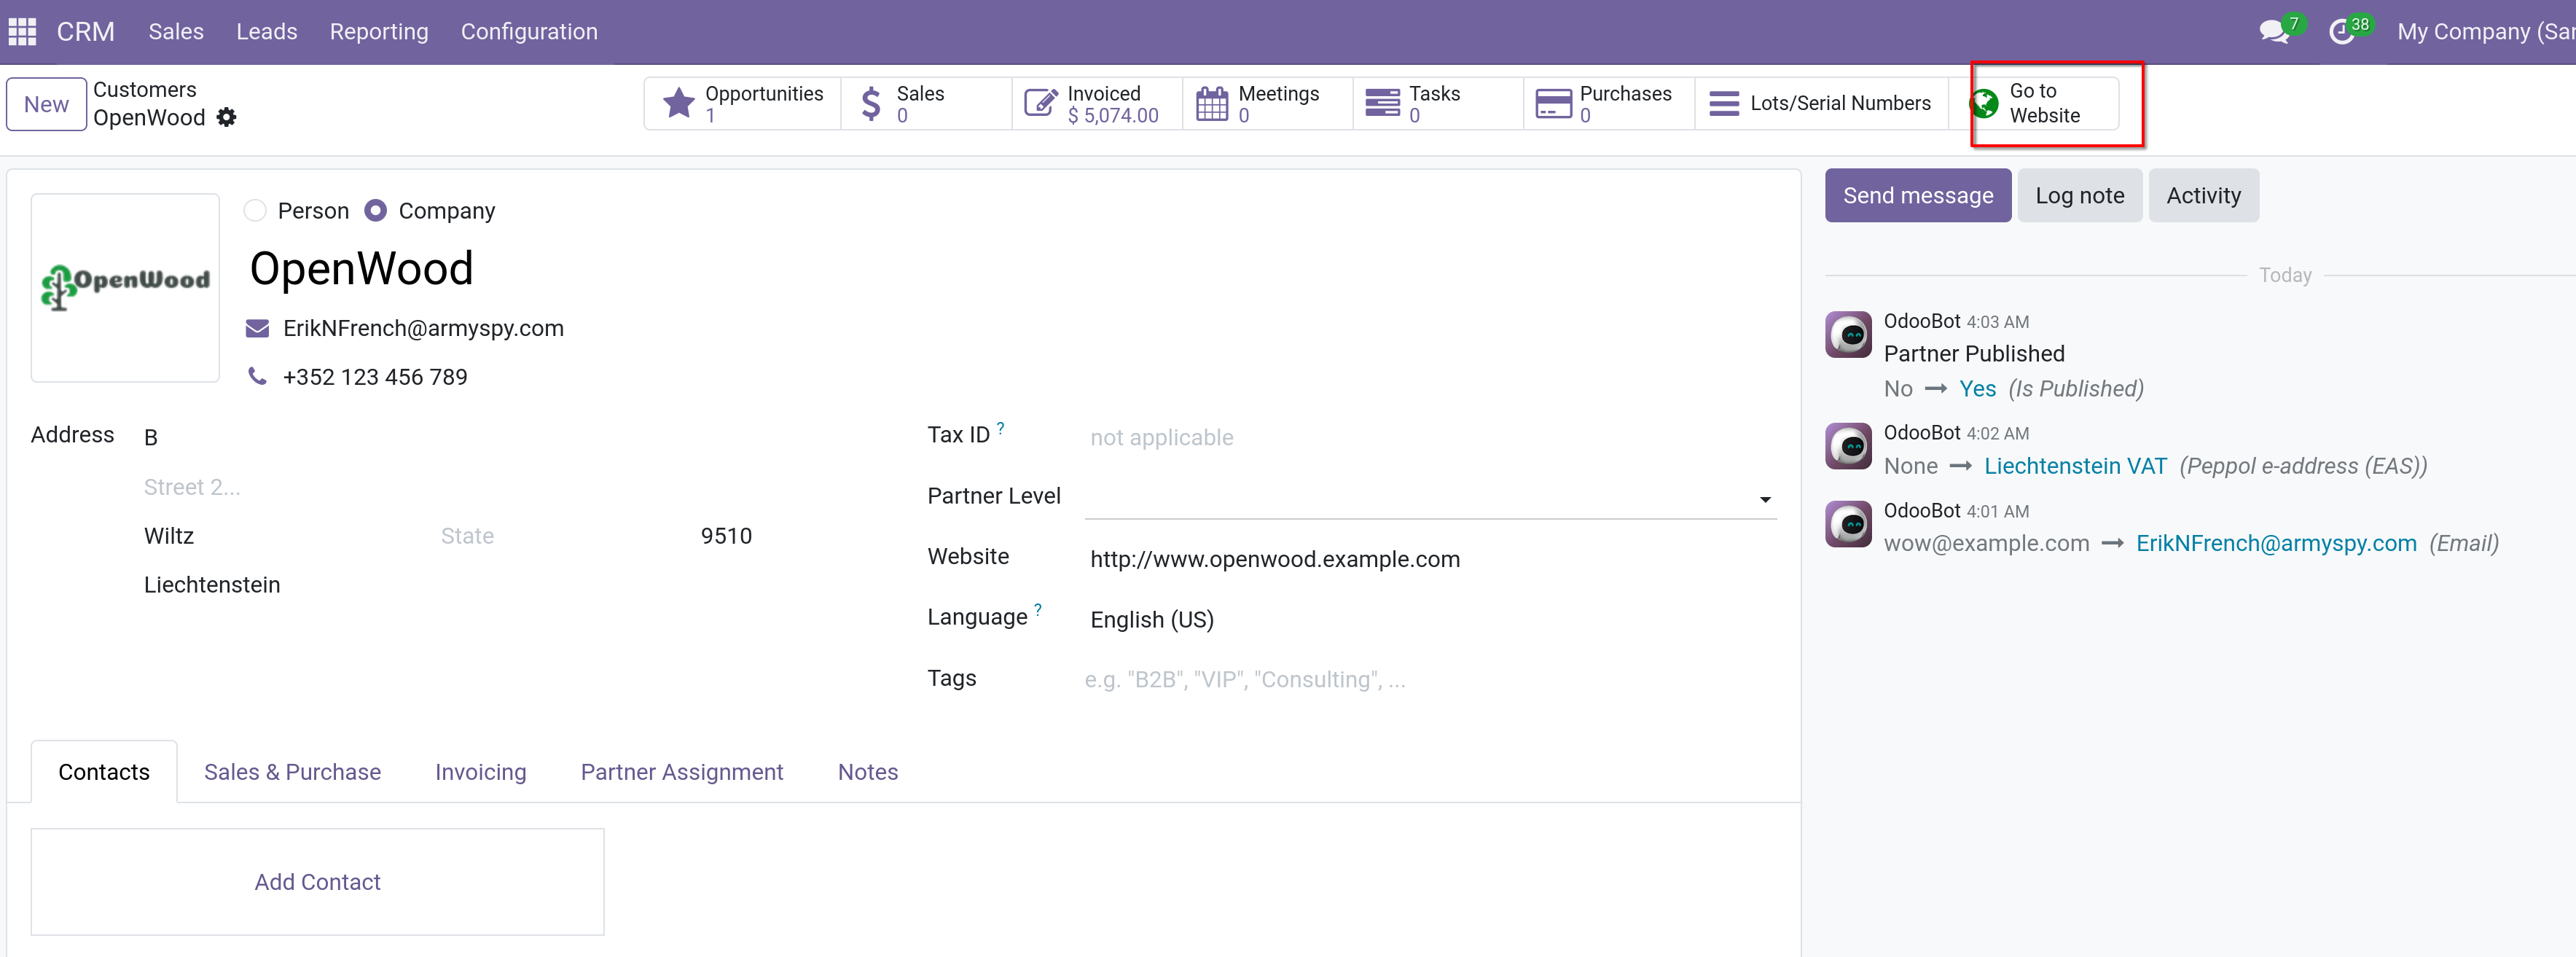 CRM Sales Leads Reporting Configuration 7 38 My Company (San
New Customers
OpenWood
Opportunities
1
Sales
0
Invoiced
$ 5,074.00
Meetings
0
Tasks
0
Purchases
0
Lots/Serial Numbers
Go to
Website
OpenWood
Person Company
OpenWood
ErikNFrench@armyspy.com
+352 123 456 789
Address B
Street 2...
Wiltz State 9510
Liechtenstein
Tax ID ? not applicable
Partner Level
Website http://www.openwood.example.com
Language ? English (US)
Tags e.g. "B2B", "VIP", "Consulting", ...
Contacts Sales & Purchase Invoicing Partner Assignment Notes
Add Contact
Send message Log note Activity
Today
OdooBot 4:03 AM
Partner Published
No → Yes (Is Published)
OdooBot 4:02 AM
None → Liechtenstein VAT (Peppol e-address (EAS))
OdooBot 4:01 AM
wow@example.com → ErikNFrench@armyspy.com (Email)